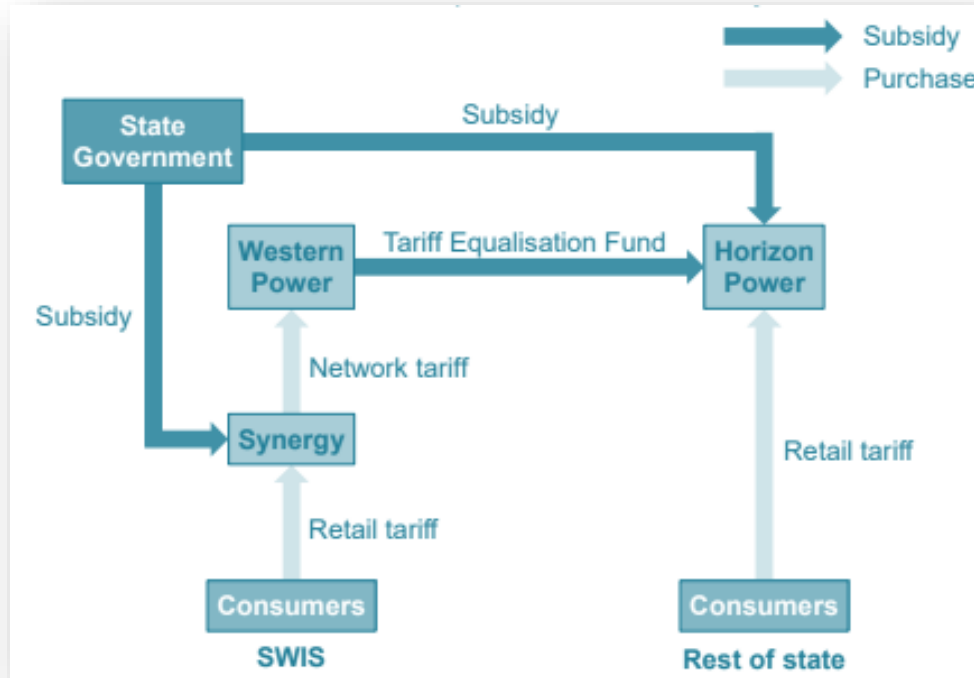 Subsidy
Purchase
State
Government
Subsidy
Western
Power
Tariff Equalisation Fund
Horizon
Power
Subsidy
Network tariff
Synergy
Retail tariff
Retail tariff
Consumers
Consumers
SWIS
Rest of state